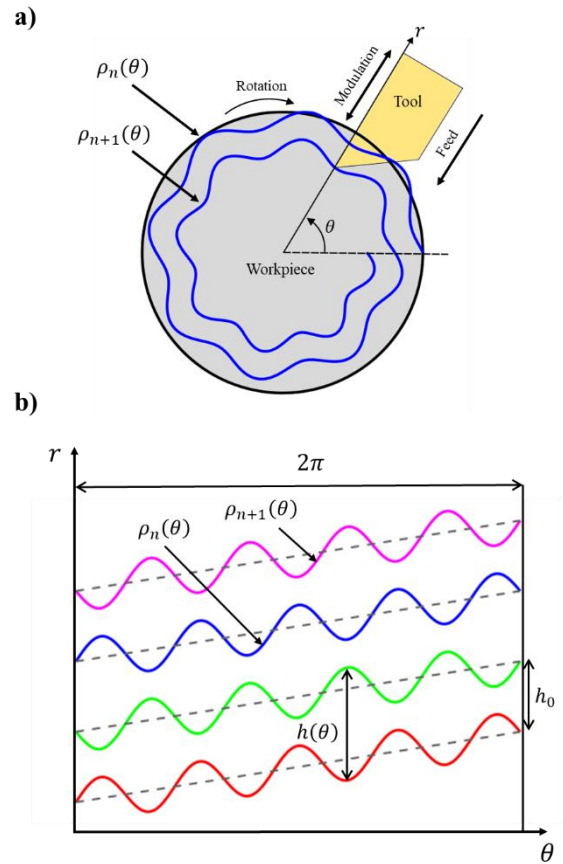 a)
r
ρₙ(θ)
Modulation
Rotation
Tool
ρₙ₊₁(θ)
Feed
θ
Workpiece
b)
r
2π
ρₙ₊₁(θ)
ρₙ(θ)
h₀
h(θ)
θ